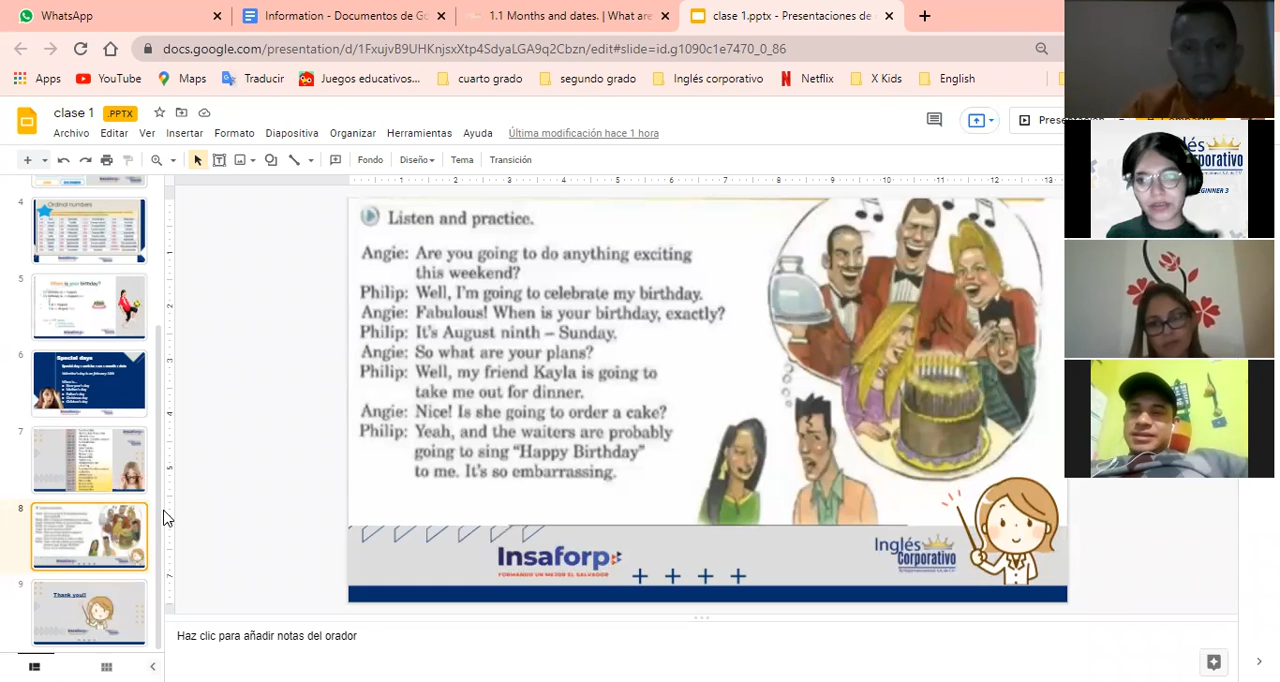 WhatsApp
Information - Documentos de Go
1.1 Months and dates. | What are
clase 1.pptx - Presentaciones de
docs.google.com/presentation/d/1FxujvB9UHKnjsxXtp4SdyaLGA9q2Cbzn/edit#slide=id.g1090c1e7470_0_86
Apps
YouTube
Maps
Traducir
Juegos educativos...
cuarto grado
segundo grado
Inglés corporativo
Netflix
X Kids
English
clase 1
.PPTX
Archivo
Editar
Ver
Insertar
Formato
Diapositiva
Organizar
Herramientas
Ayuda
Última modificación hace 1 hora
Fondo
Diseño
Tema
Transición
4
Ordinal numbers
5
When is your birthday?
6
Special days
7
8
9
Thank you!!
Listen and practice.
Angie: Are you going to do anything exciting
this weekend?
Philip: Well, I'm going to celebrate my birthday.
Angie: Fabulous! When is your birthday, exactly?
Philip: It's August ninth – Sunday.
Angie: So what are your plans?
Philip: Well, my friend Kayla is going to
take me out for dinner.
Angie: Nice! Is she going to order a cake?
Philip: Yeah, and the waiters are probably
going to sing "Happy Birthday"
to me. It's so embarrassing.
Insaforp
FORMANDO UN MEJOR EL SALVADOR
Inglés
Corporativo
Haz clic para añadir notas del orador